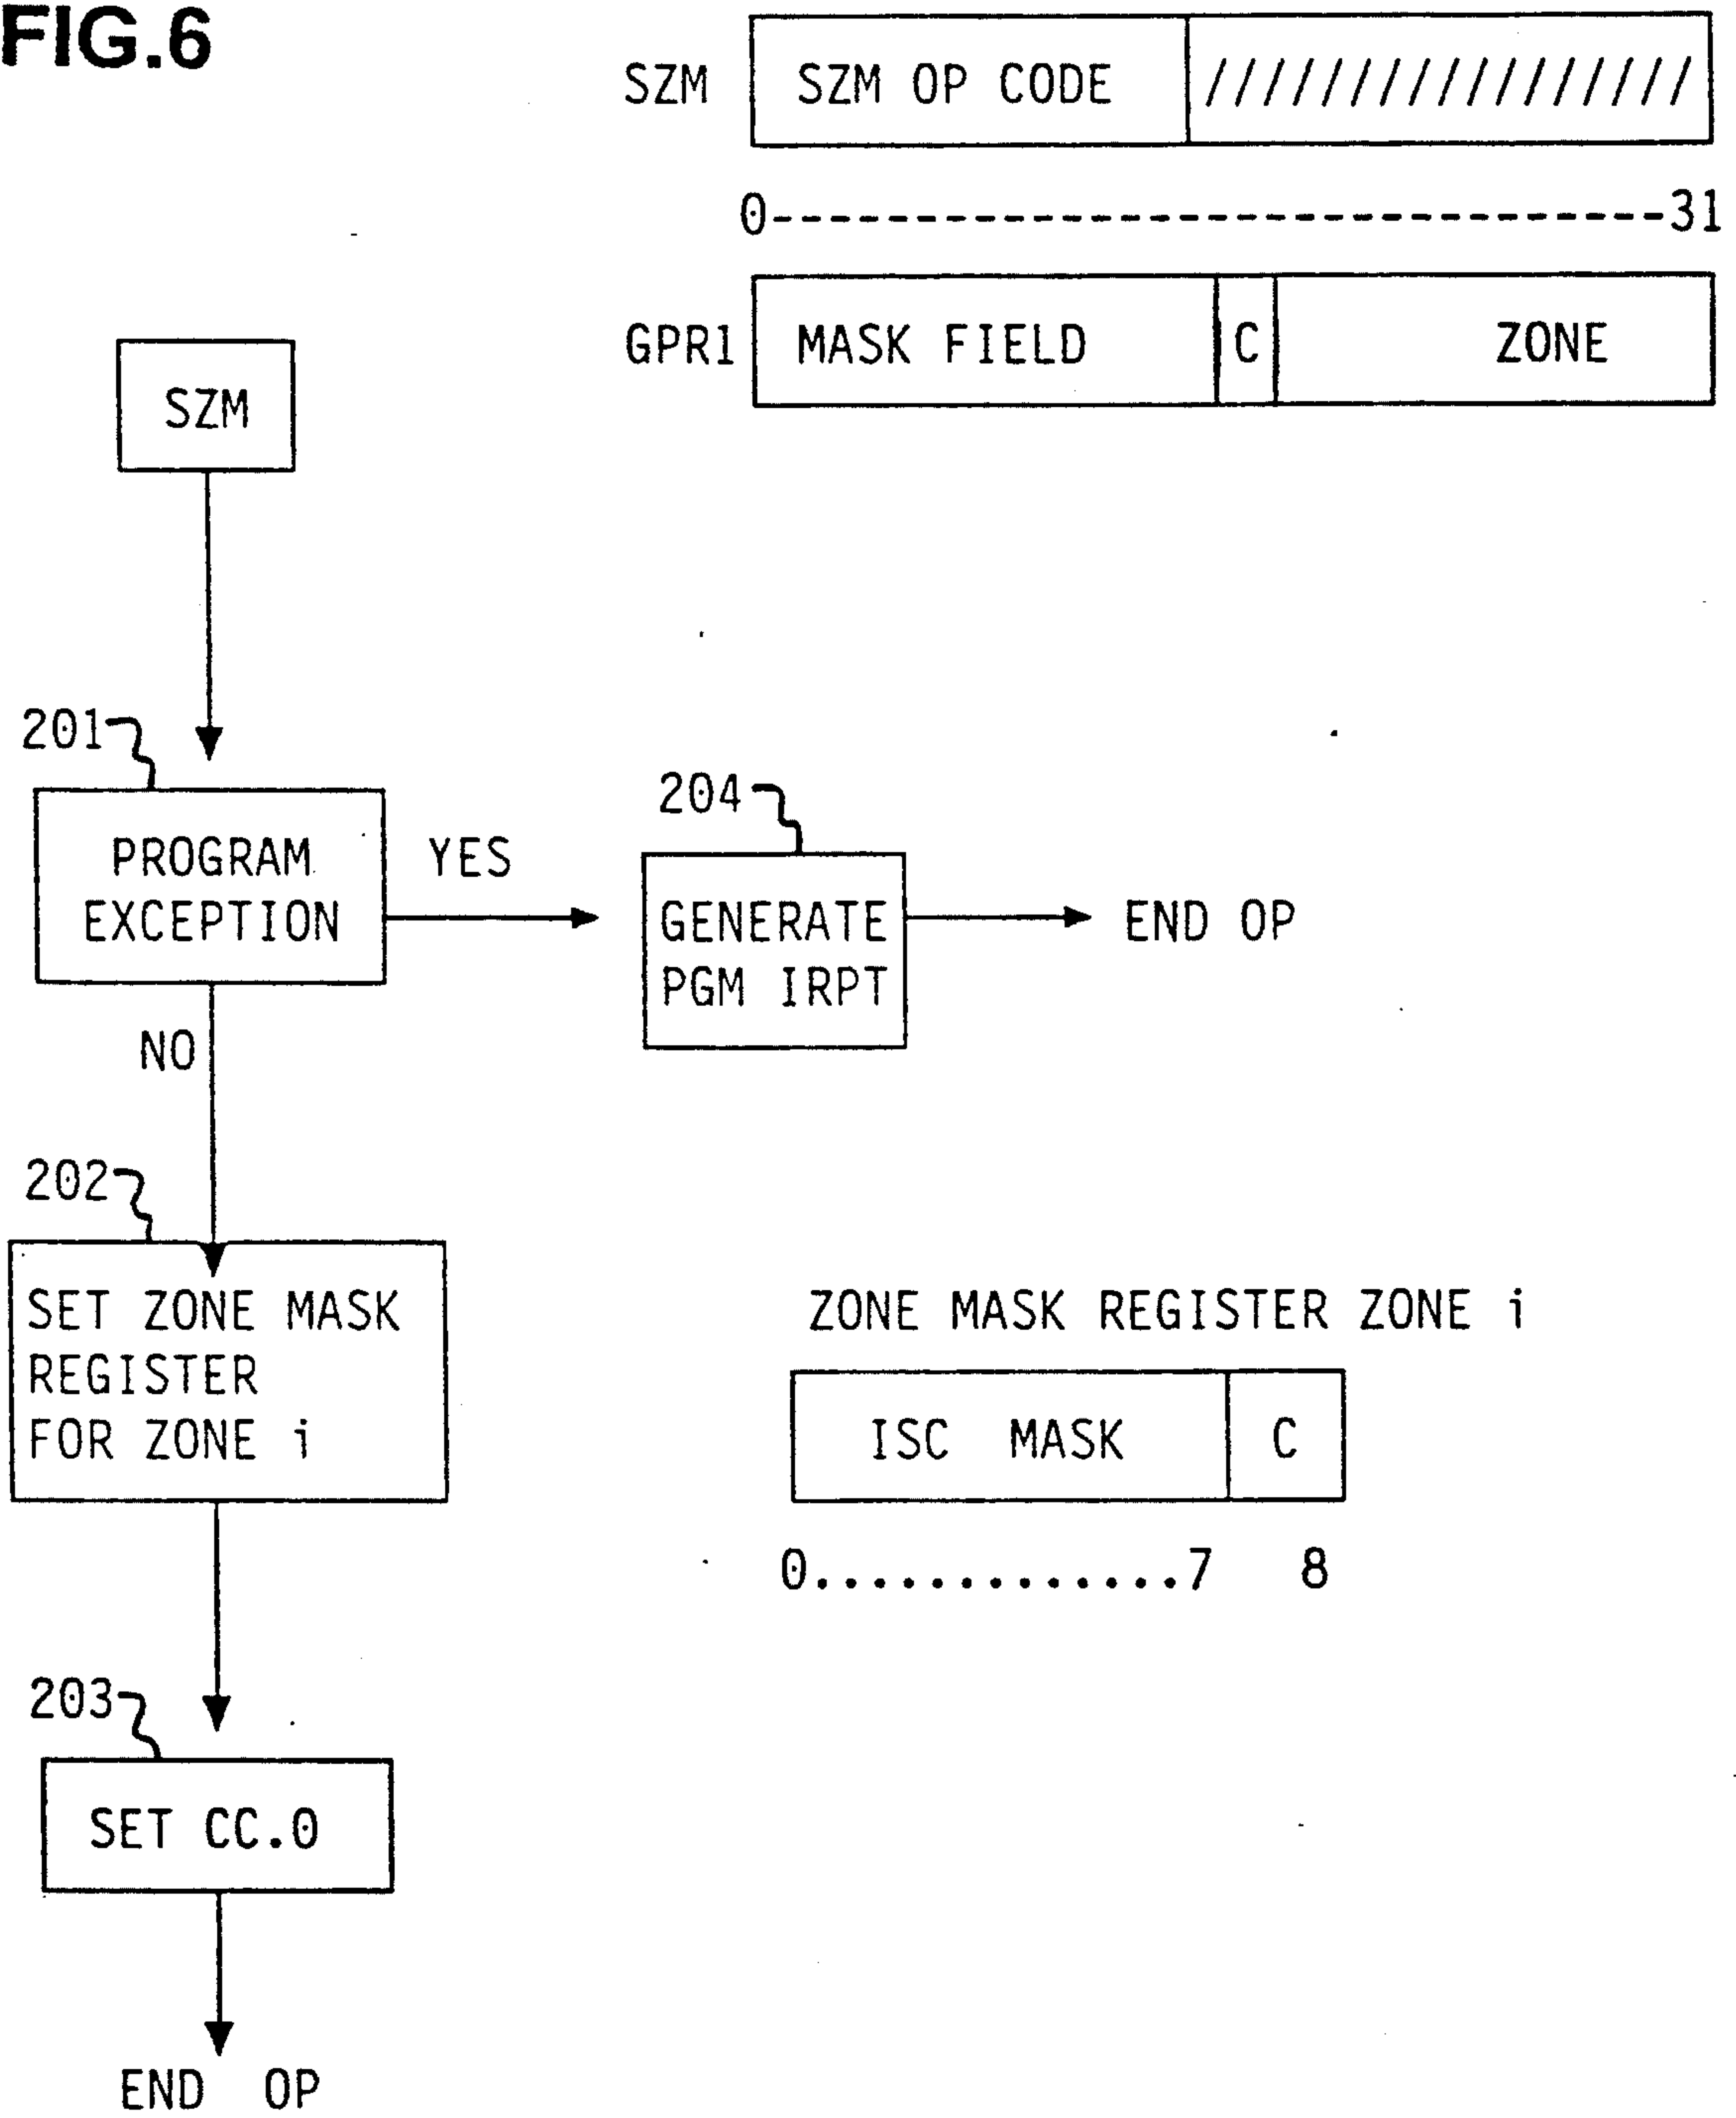 FIG.6
SZM SZM OP CODE ////////////////
0-------------------------------31
GPR1 MASK FIELD C ZONE
SZM
201
PROGRAM
EXCEPTION
YES
204
GENERATE
PGM IRPT
END OP
NO
202
SET ZONE MASK
REGISTER
FOR ZONE i
ZONE MASK REGISTER ZONE i
ISC MASK C
0.............7 8
203
SET CC.0
END OP